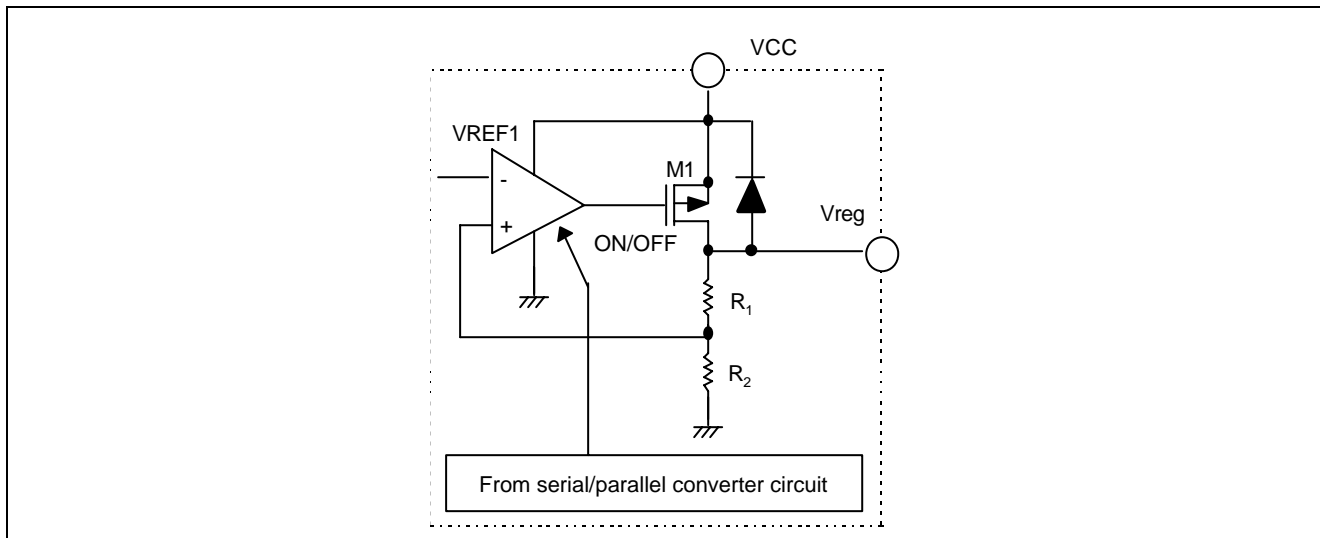 VCC
VREF1
-
+
M1
ON/OFF
Vreg
R₁
R₂
From serial/parallel converter circuit